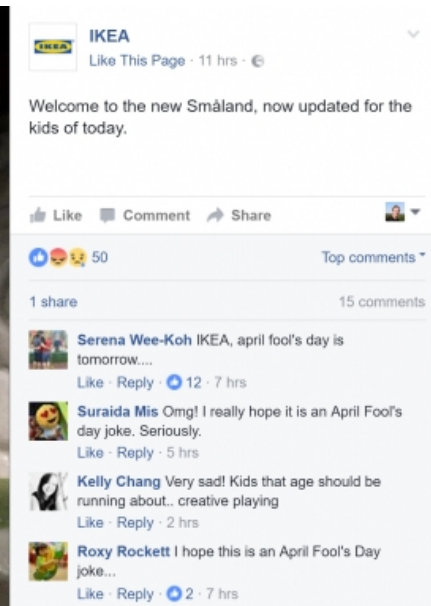 IKEA
IKEA
Like This Page · 11 hrs ·
Welcome to the new Småland, now updated for the
kids of today.
Like Comment Share
50 Top comments
1 share 15 comments
Serena Wee-Koh IKEA, april fool's day is
tomorrow....
Like · Reply · 12 · 7 hrs
Suraida Mis Omg! I really hope it is an April Fool's
day joke. Seriously.
Like · Reply · 5 hrs
Kelly Chang Very sad! Kids that age should be
running about.. creative playing
Like · Reply · 2 hrs
Roxy Rockett I hope this is an April Fool's Day
joke...
Like · Reply · 2 · 7 hrs